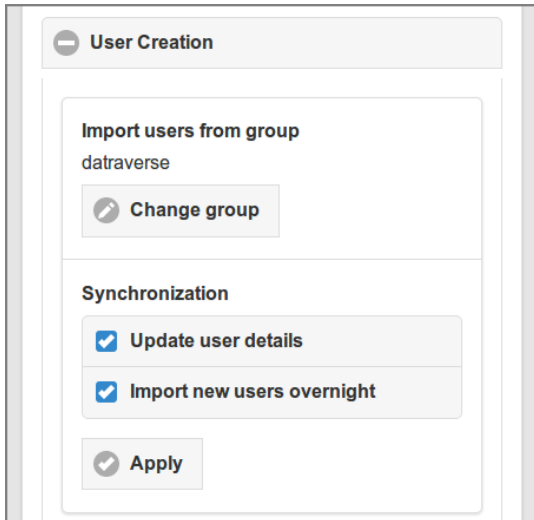 User Creation
Import users from group
datraverse
Change group
Synchronization
Update user details
Import new users overnight
Apply